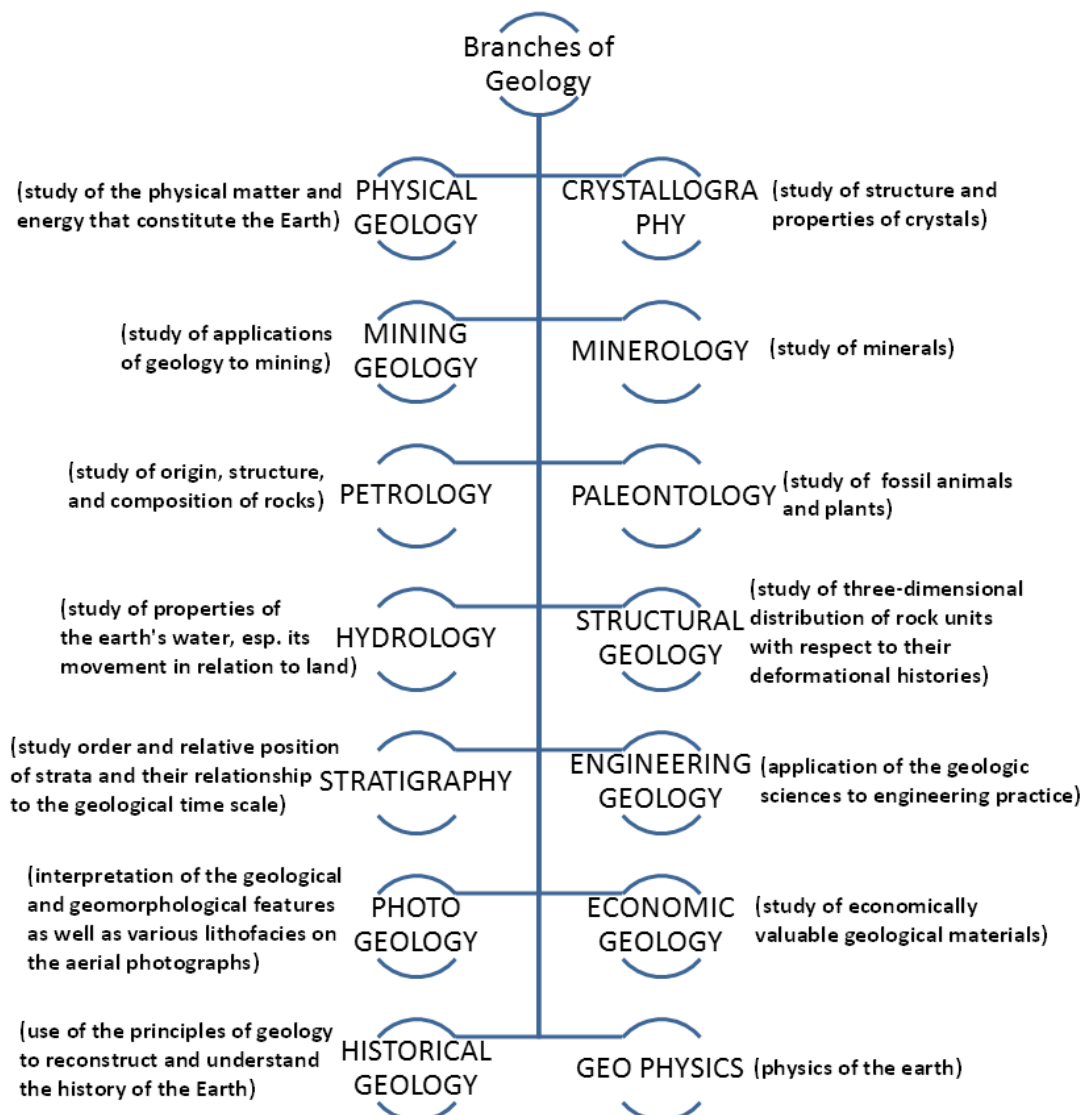 Branches of
Geology
(study of the physical matter and
energy that constitute the Earth)
PHYSICAL
GEOLOGY
CRYSTALLOGRA
PHY
(study of structure and
properties of crystals)
(study of applications
of geology to mining)
MINING
GEOLOGY
MINEROLOGY
(study of minerals)
(study of origin, structure,
and composition of rocks)
PETROLOGY
PALEONTOLOGY
(study of fossil animals
and plants)
(study of properties of
the earth's water, esp. its
movement in relation to land)
HYDROLOGY
STRUCTURAL
GEOLOGY
(study of three-dimensional
distribution of rock units
with respect to their
deformational histories)
(study order and relative position
of strata and their relationship
to the geological time scale)
STRATIGRAPHY
ENGINEERING
GEOLOGY
(application of the geologic
sciences to engineering practice)
(interpretation of the geological
and geomorphological features
as well as various lithofacies on
the aerial photographs)
PHOTO
GEOLOGY
ECONOMIC
GEOLOGY
(study of economically
valuable geological materials)
(use of the principles of geology
to reconstruct and understand
the history of the Earth)
HISTORICAL
GEOLOGY
GEO PHYSICS
(physics of the earth)